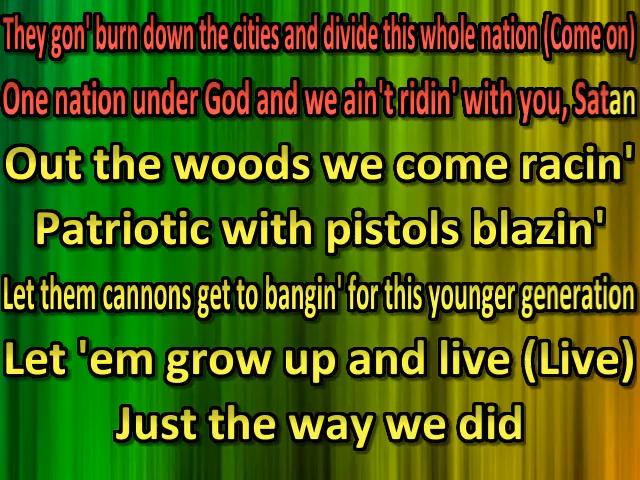 They gon' burn down the cities and divide this whole nation (Come on)
One nation under God and we ain't ridin' with you, Satan
Out the woods we come racin'
Patriotic with pistols blazin'
Let them cannons get to bangin' for this younger generation
Let 'em grow up and live (Live)
Just the way we did